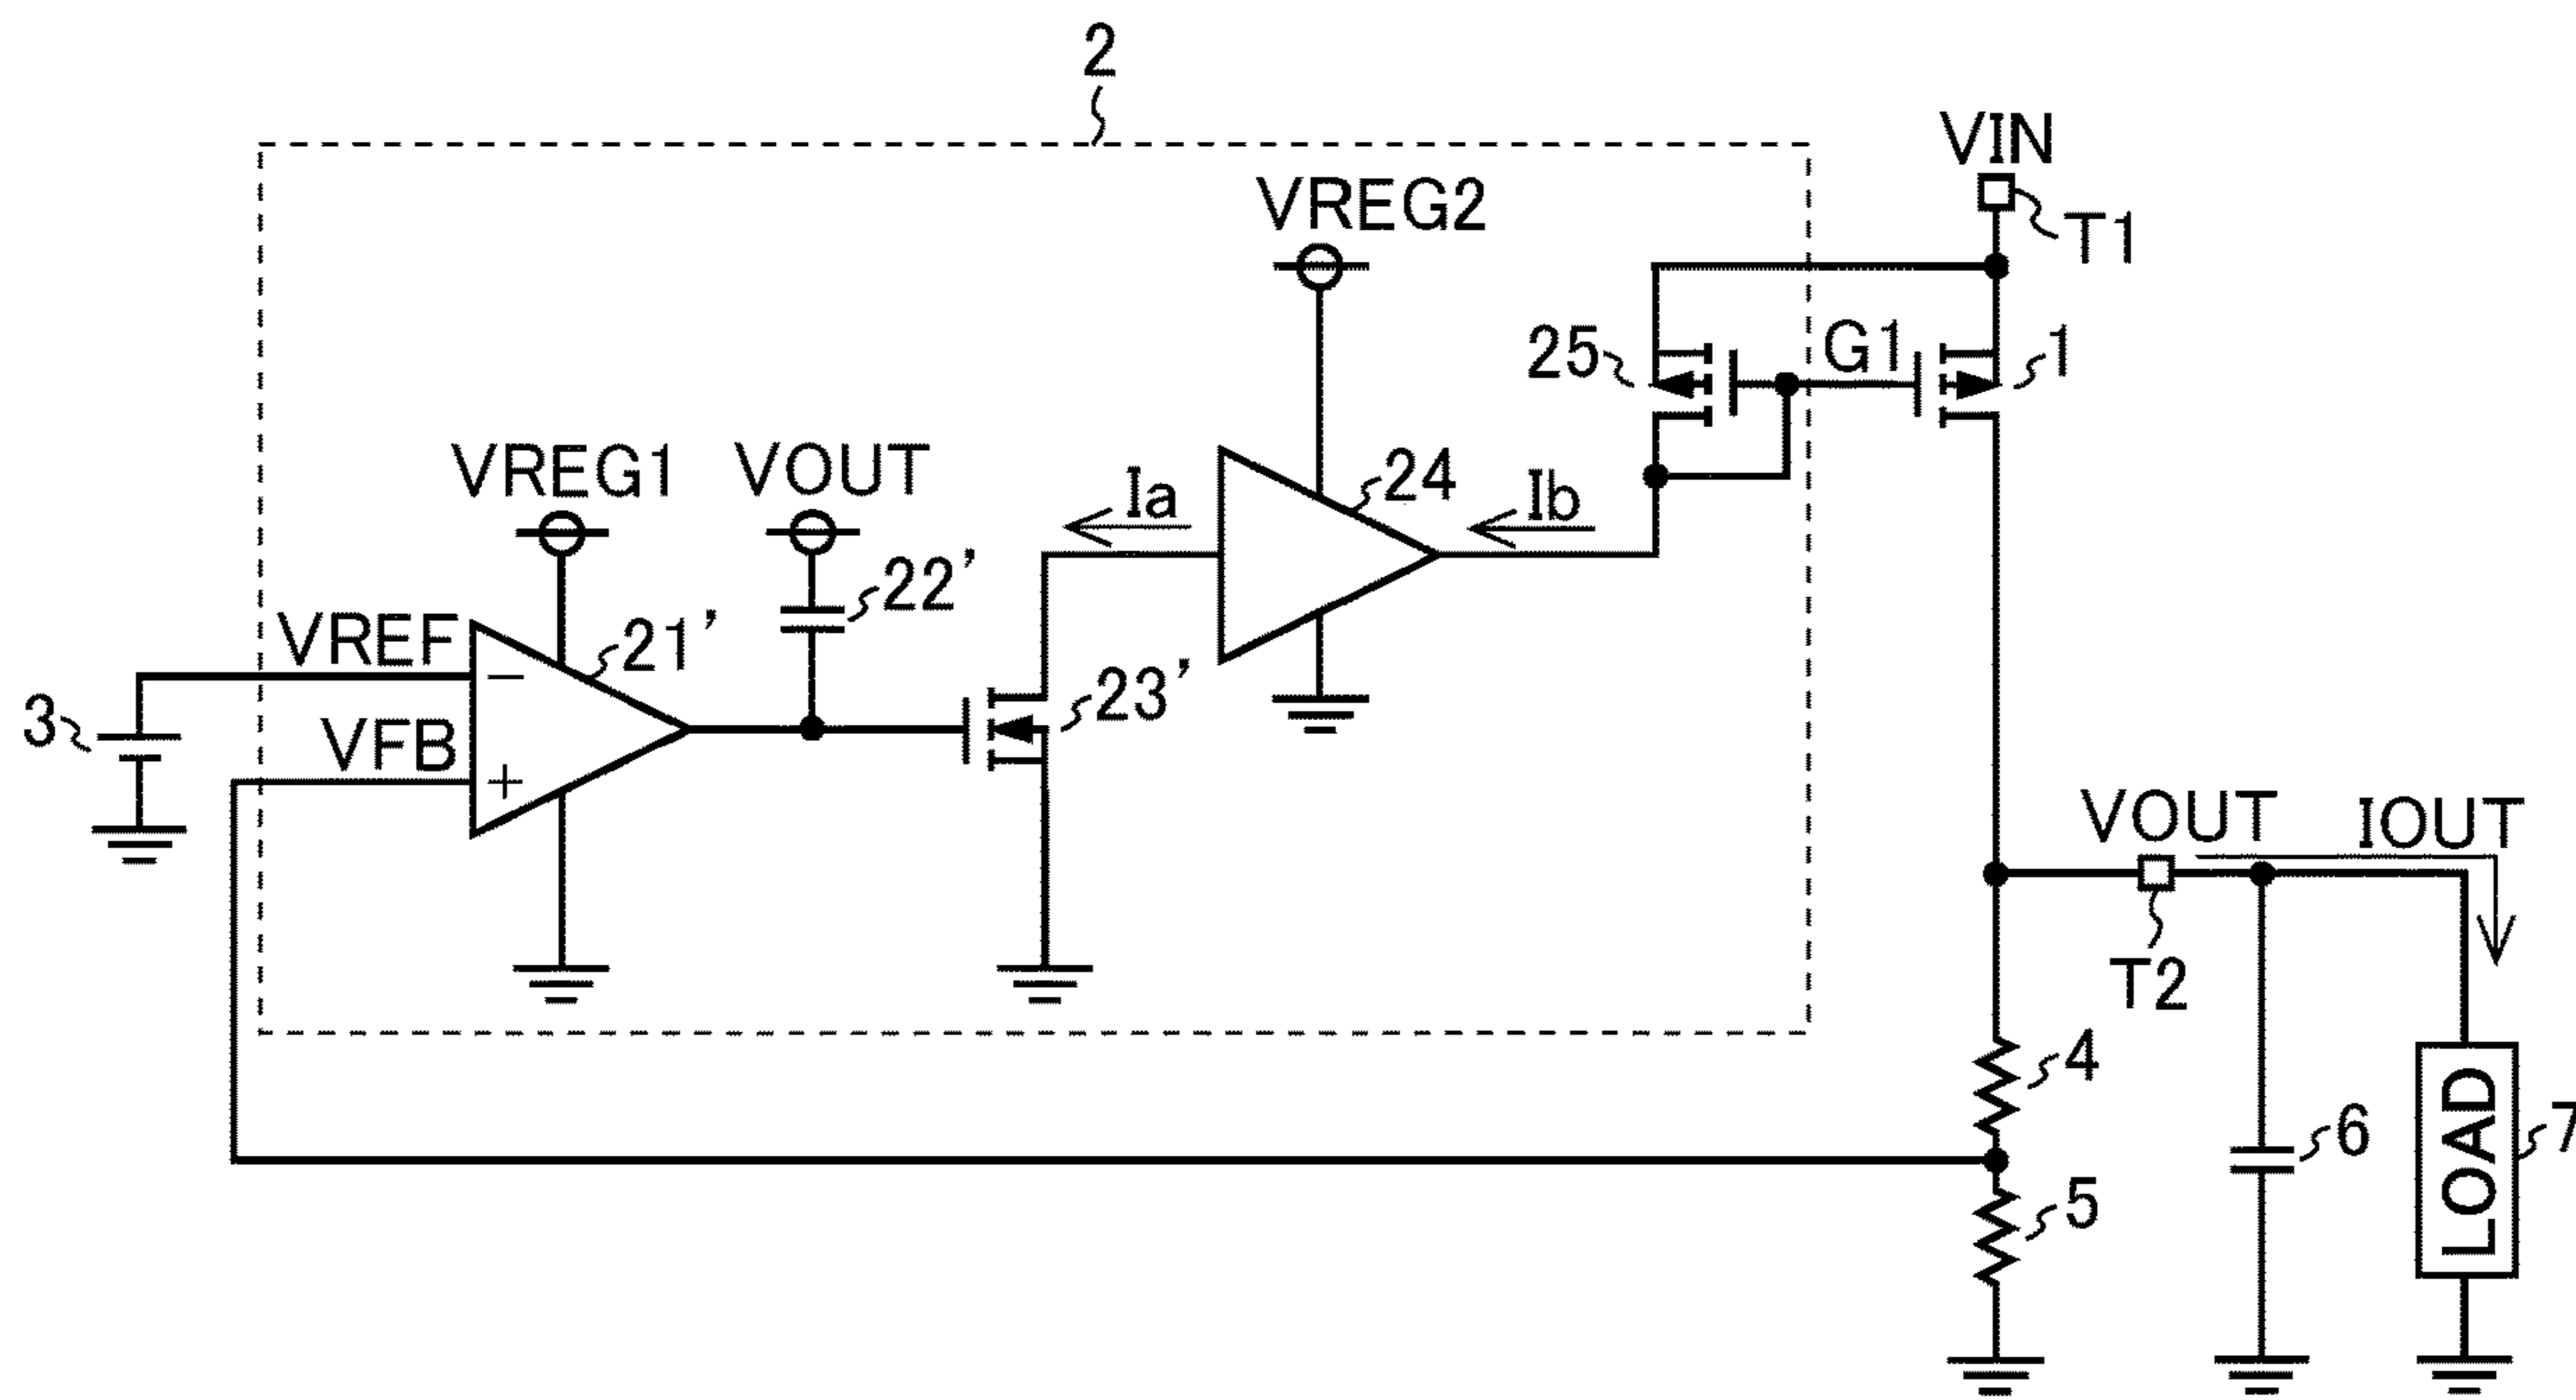 2
VIN
VREG2
T1
25
G1
1
VREG1
VOUT
Ia
24
Ib
22'
VREF
21'
23'
3
VFB
−
+
VOUT
IOUT
T2
4
6
LOAD
7
5